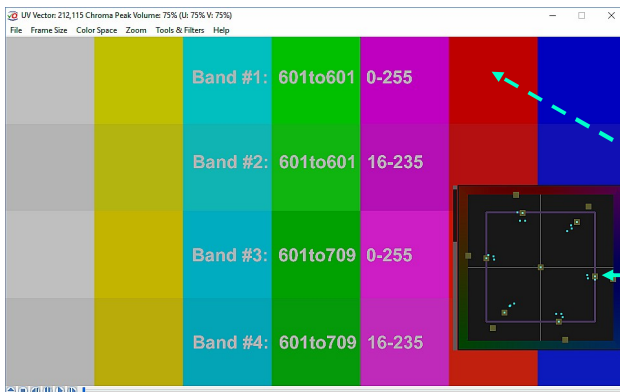 UV Vector: 212,115 Chroma Peak Volume: 75% (U: 75% V: 75%)
File Frame Size Color Space Zoom Tools & Filters Help
Band #1: 601to601 0-255
Band #2: 601to601 16-235
Band #3: 601to709 0-255
Band #4: 601to709 16-235